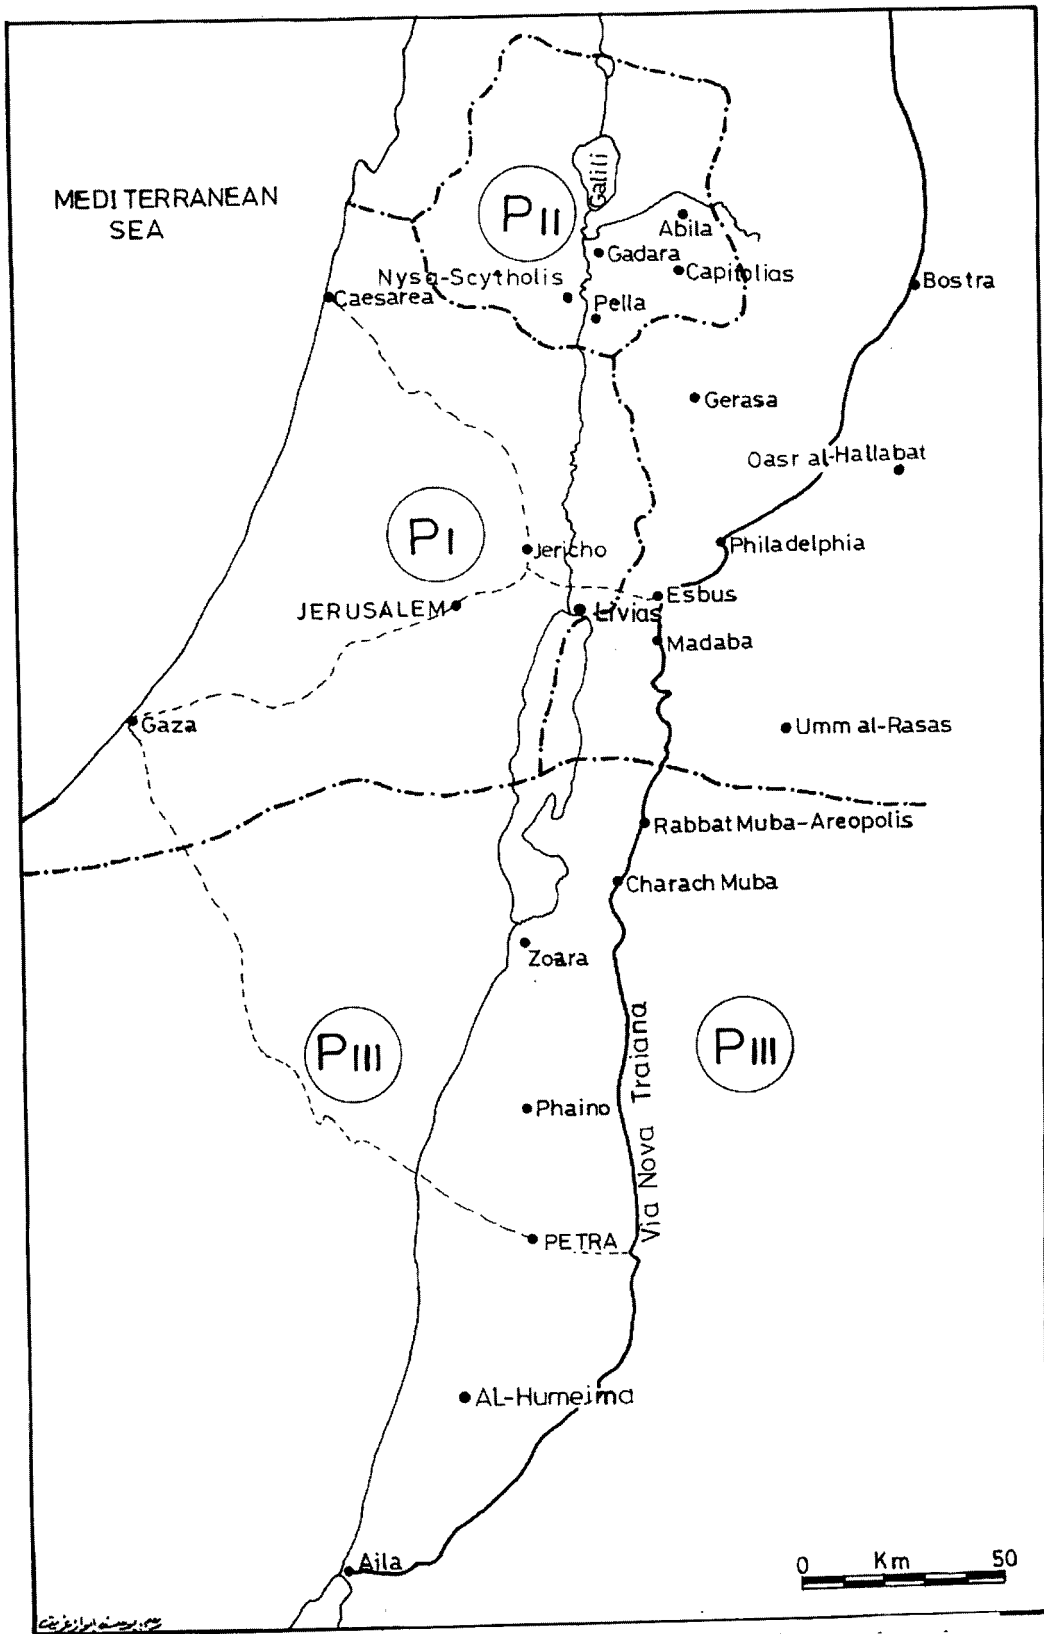 MEDITERRANEAN
SEA
PII
Galili
Abila
Gadara
Capitolias
Nysa-Scytholis
Caesarea
Pella
Bostra
Gerasa
Oasr al-Hallabat
PI
Jericho
Philadelphia
Esbus
JERUSALEM
Livias
Madaba
Gaza
Umm al-Rasas
Rabbat Muba-Areopolis
Charach Muba
Zoara
PIII
PIII
Via Nova Traiana
Phaino
PETRA
AL-Humeima
Aila
0 Km 50